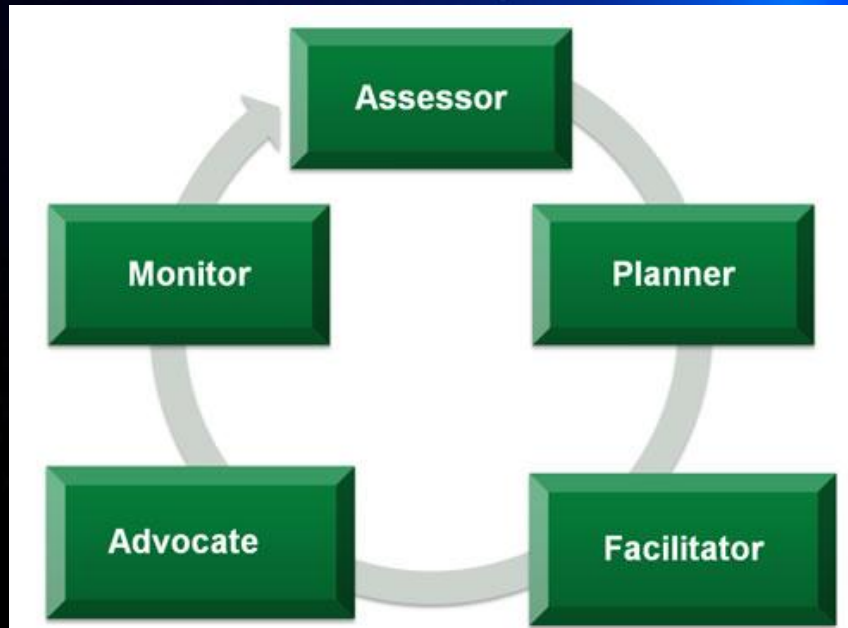 Assessor
Planner
Facilitator
Advocate
Monitor